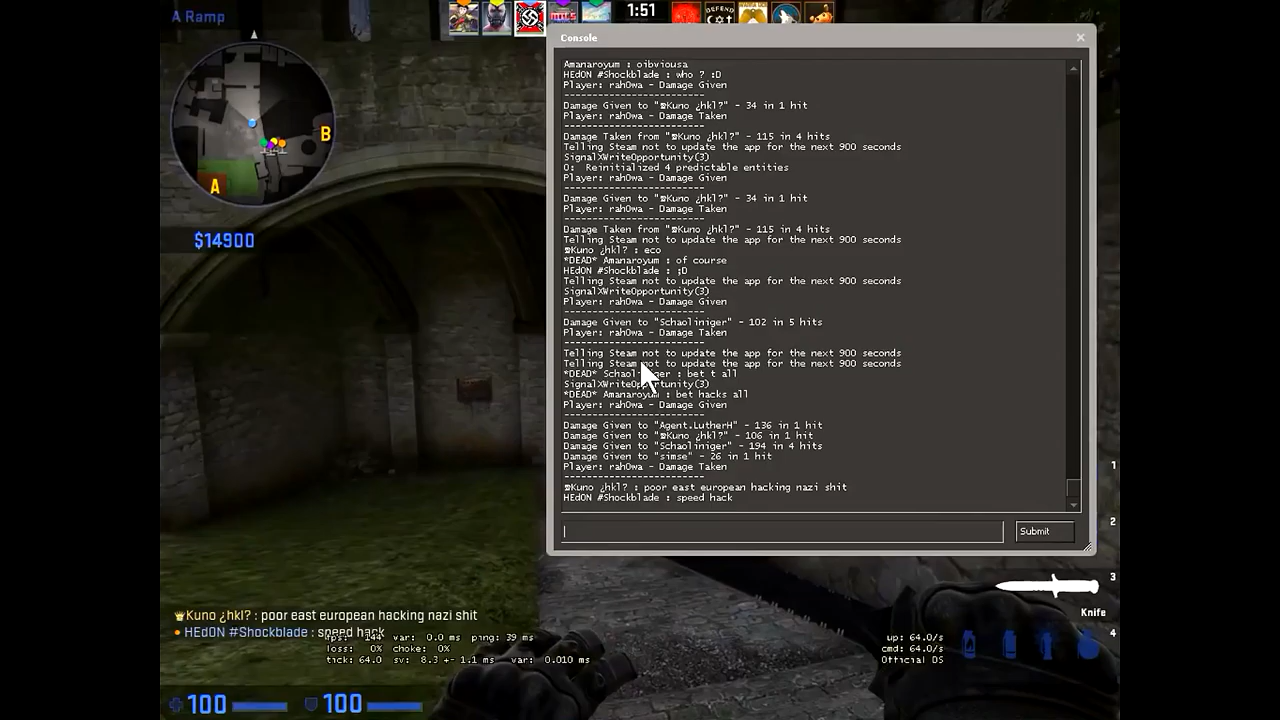 A Ramp
1:51
DEFEND
B
A
$14900
Console
Amanaroyum : oibviousa
HEdON #Shockblade : who ? :D
Player: rah0wa - Damage Given
-------------------------
Damage Given to "☎Kuno ¿hkl?" - 34 in 1 hit
Player: rah0wa - Damage Taken
-------------------------
Damage Taken from "☎Kuno ¿hkl?" - 115 in 4 hits
Telling Steam not to update the app for the next 900 seconds
SignalXWriteOpportunity(3)
0:  Reinitialized 4 predictable entities
Player: rah0wa - Damage Given
-------------------------
Damage Given to "☎Kuno ¿hkl?" - 34 in 1 hit
Player: rah0wa - Damage Taken
-------------------------
Damage Taken from "☎Kuno ¿hkl?" - 115 in 4 hits
Telling Steam not to update the app for the next 900 seconds
☎Kuno ¿hkl? : eco
*DEAD* Amanaroyum : of course
HEdON #Shockblade : ;D
Telling Steam not to update the app for the next 900 seconds
SignalXWriteOpportunity(3)
Player: rah0wa - Damage Given
-------------------------
Damage Given to "Schaoliniger" - 102 in 5 hits
Player: rah0wa - Damage Taken
-------------------------
Telling Steam not to update the app for the next 900 seconds
Telling Steam not to update the app for the next 900 seconds
*DEAD* Schaoliniger : bet t all
SignalXWriteOpportunity(3)
*DEAD* Amanaroyum : bet hacks all
Player: rah0wa - Damage Given
-------------------------
Damage Given to "Agent.LutherH" - 136 in 1 hit
Damage Given to "☎Kuno ¿hkl?" - 106 in 1 hit
Damage Given to "Schaoliniger" - 194 in 4 hits
Damage Given to "simse" - 26 in 1 hit
Player: rah0wa - Damage Taken
-------------------------
☎Kuno ¿hkl? : poor east european hacking nazi shit
HEdON #Shockblade : speed hack
Submit
1
2
3
Knife
4
Kuno ¿hkl? : poor east european hacking nazi shit
HEdON #Shockblade : speed hack
var: 0.0 ms ping: 39 ms
loss: 0% choke: 0%
tick: 64.0 sv: 8.3 +- 1.1 ms var: 0.010 ms
up: 64.0/s
cmd: 64.0/s
Official DS
100
100